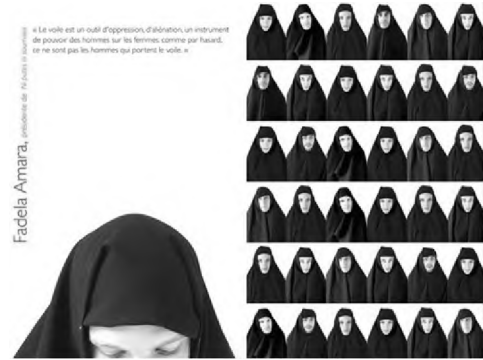 « Le voile est un outil d'oppression, d'aliénation, un instrument
de pouvoir des hommes sur les femmes. comme par hasard,
ce ne sont pas les hommes qui portent le voile. »
Fadela Amara, présidente de Ni putes ni soumises